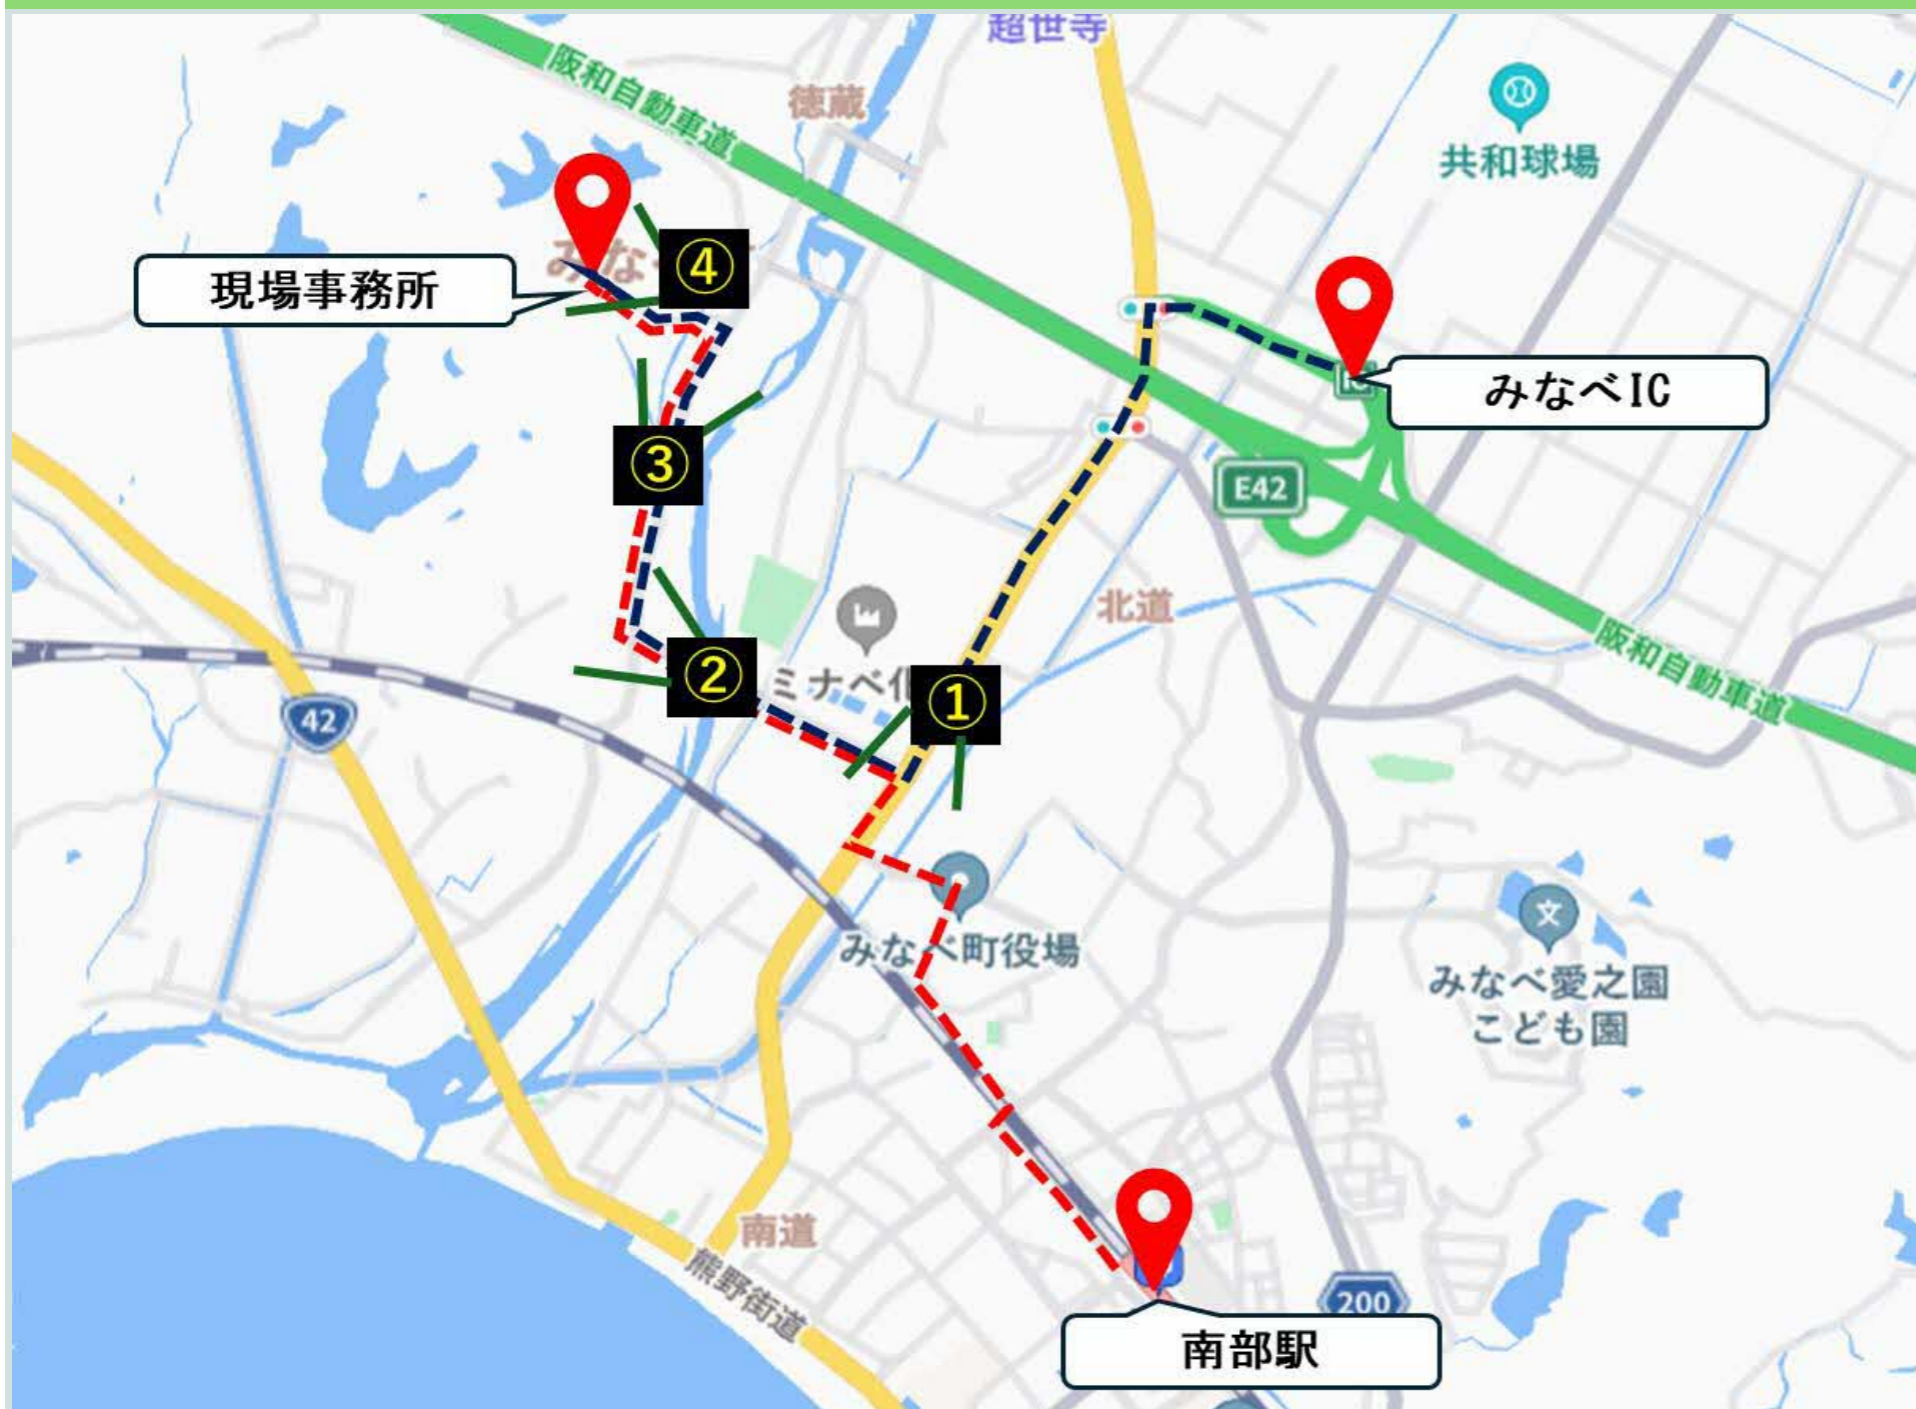 超世寺
阪和自動車道
徳蔵
共和球場
④
みな
現場事務所
みなべIC
③
E42
北道
阪和自動車道
②
ミナベ化
①
42
みなべ町役場
文
みなべ愛之園
こども園
南道
熊野街道
200
南部駅